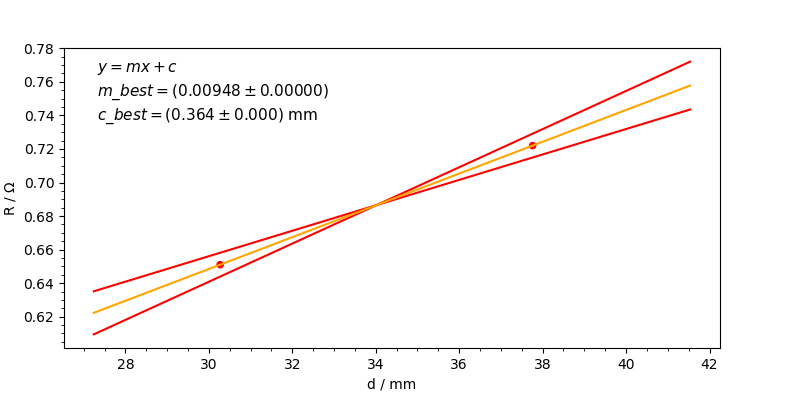 0.78
0.76
0.74
0.72
0.70
0.68
0.66
0.64
0.62
R / Ω
y = mx + c
m_best = (0.00948 ± 0.00000)
c_best = (0.364 ± 0.000) mm
28 30 32 34 36 38 40 42
d / mm